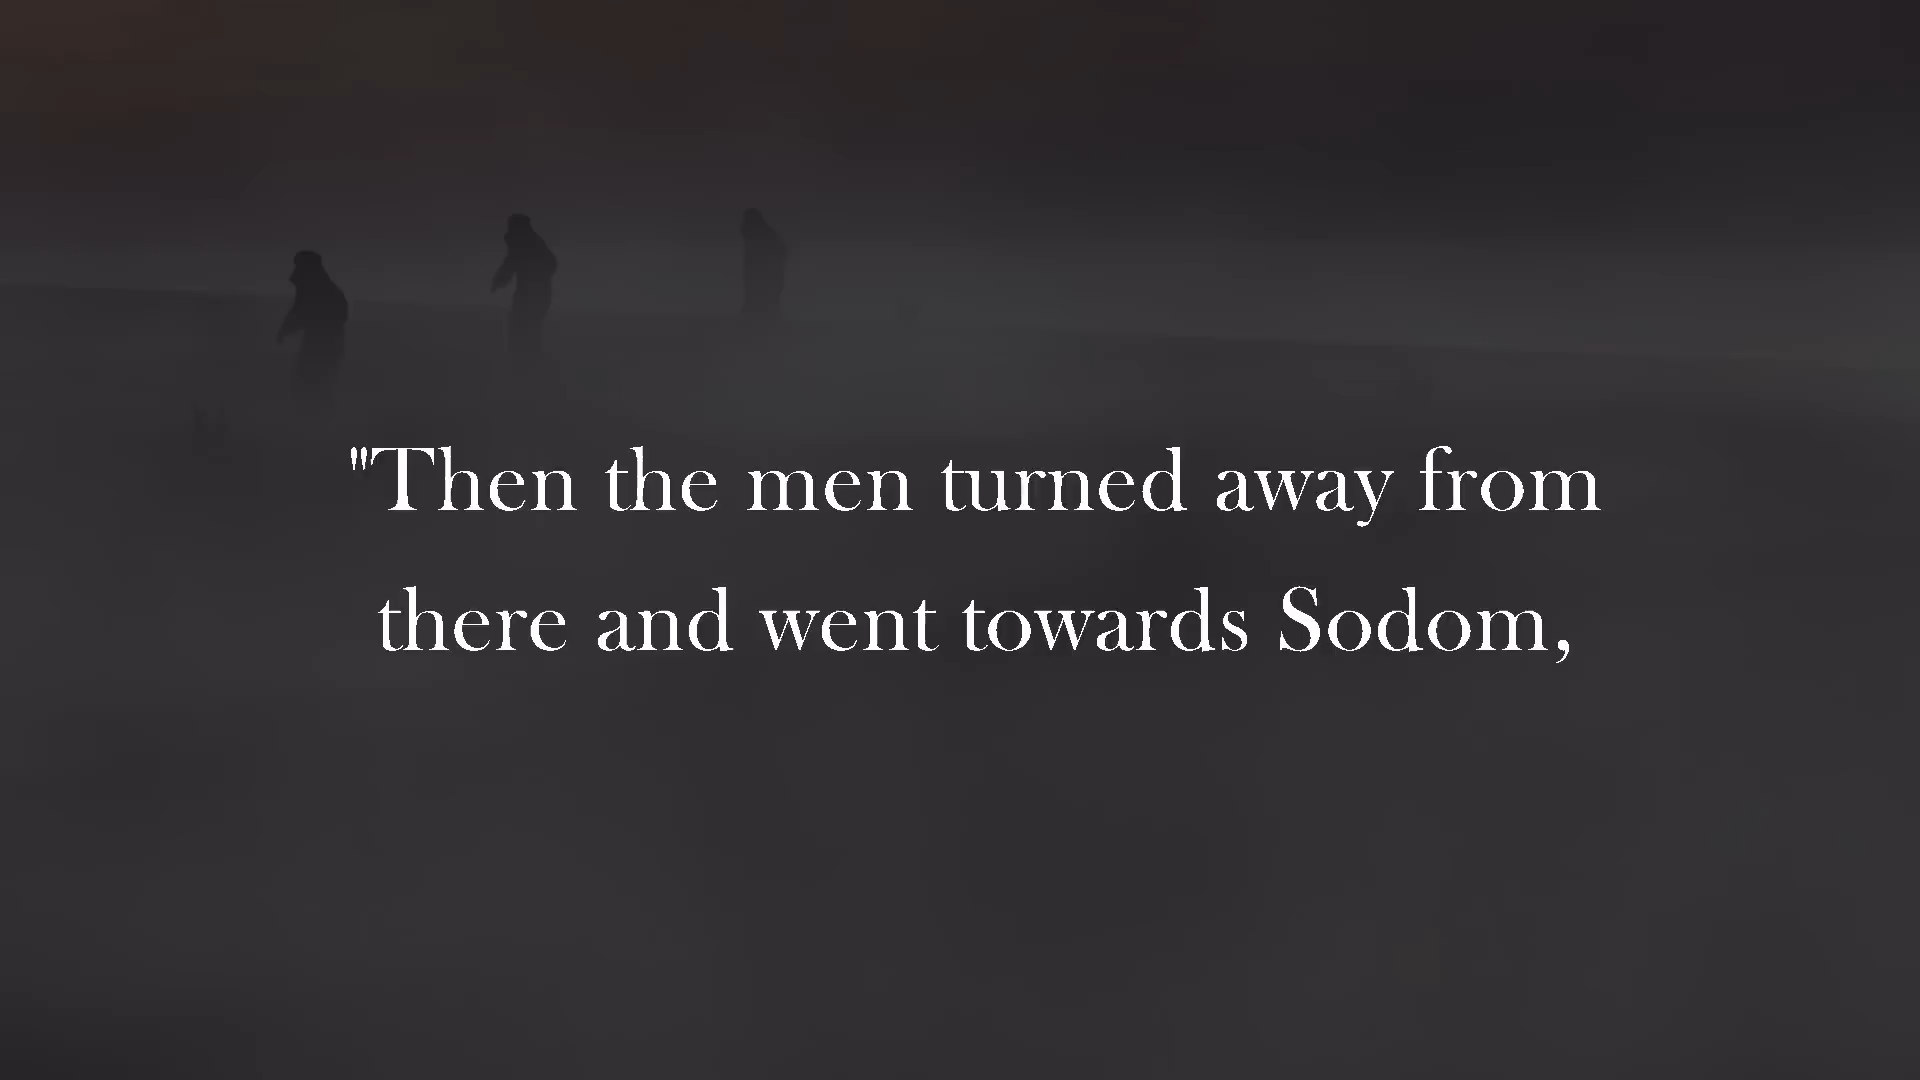 "Then the men turned away from
there and went towards Sodom,